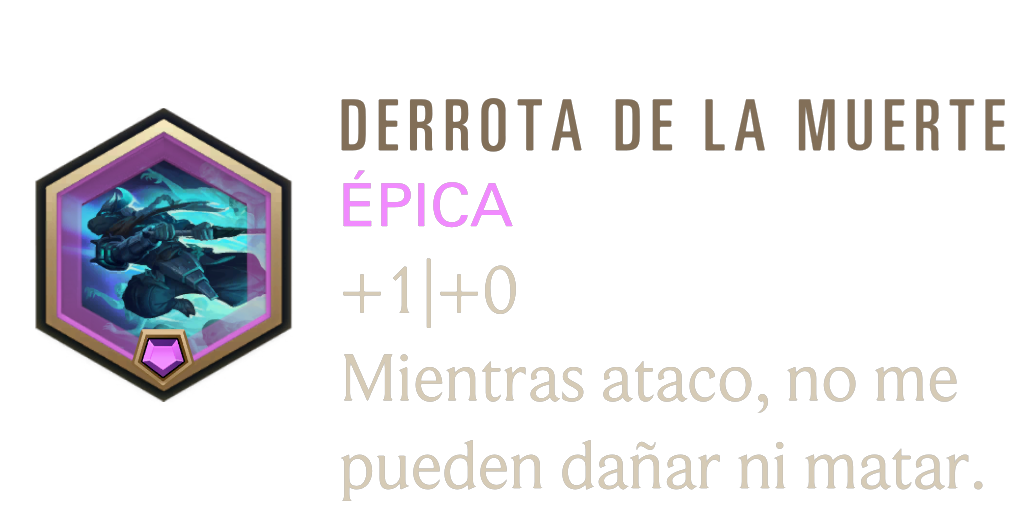 DERROTA DE LA MUERTE
ÉPICA
+1|+0
Mientras ataco, no me
pueden dañar ni matar.